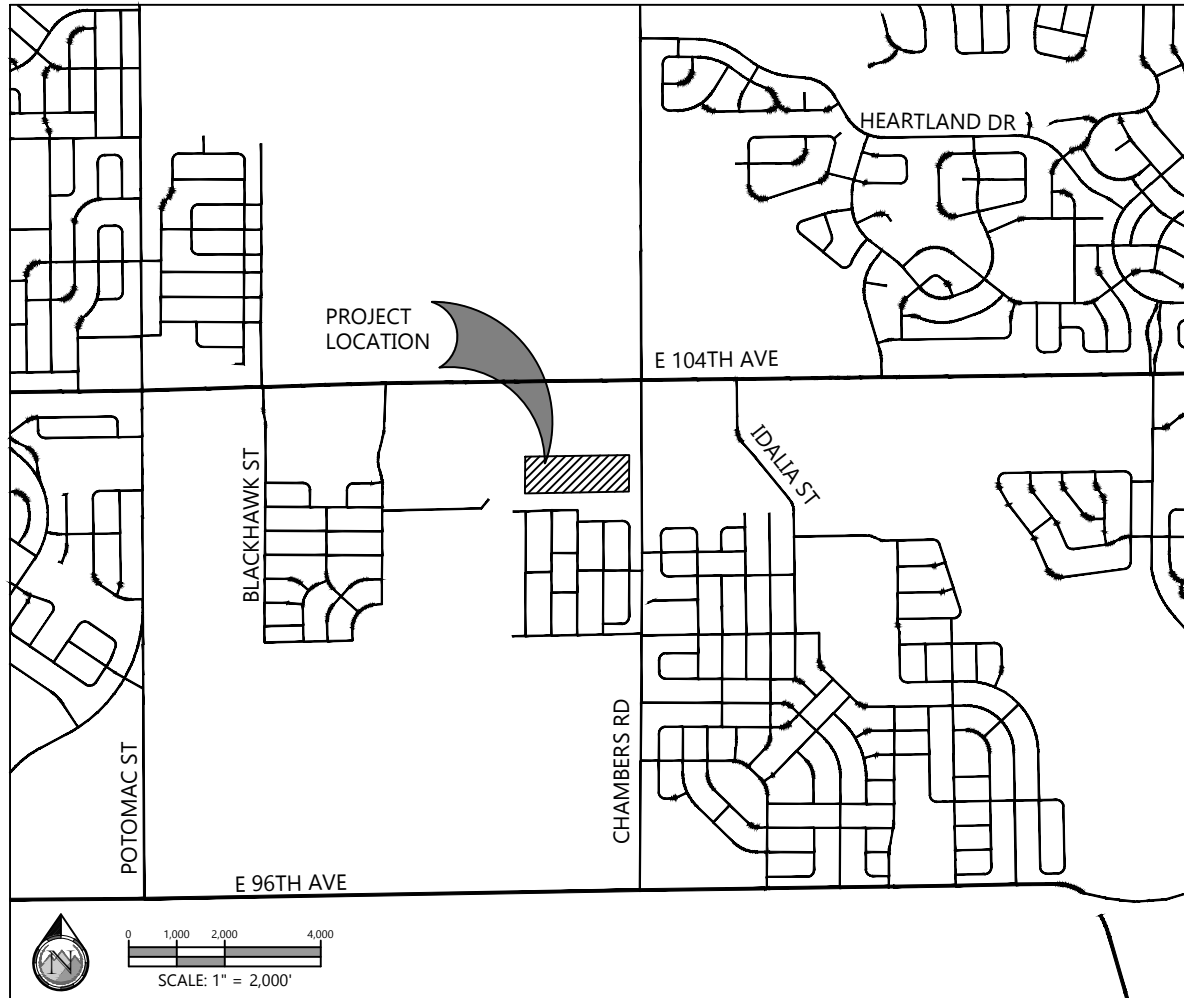 HEARTLAND DR
PROJECT
LOCATION
E 104TH AVE
IDALIA ST
BLACKHAWK ST
CHAMBERS RD
POTOMAC ST
E 96TH AVE
N
0 1,000 2,000 4,000
SCALE: 1" = 2,000'